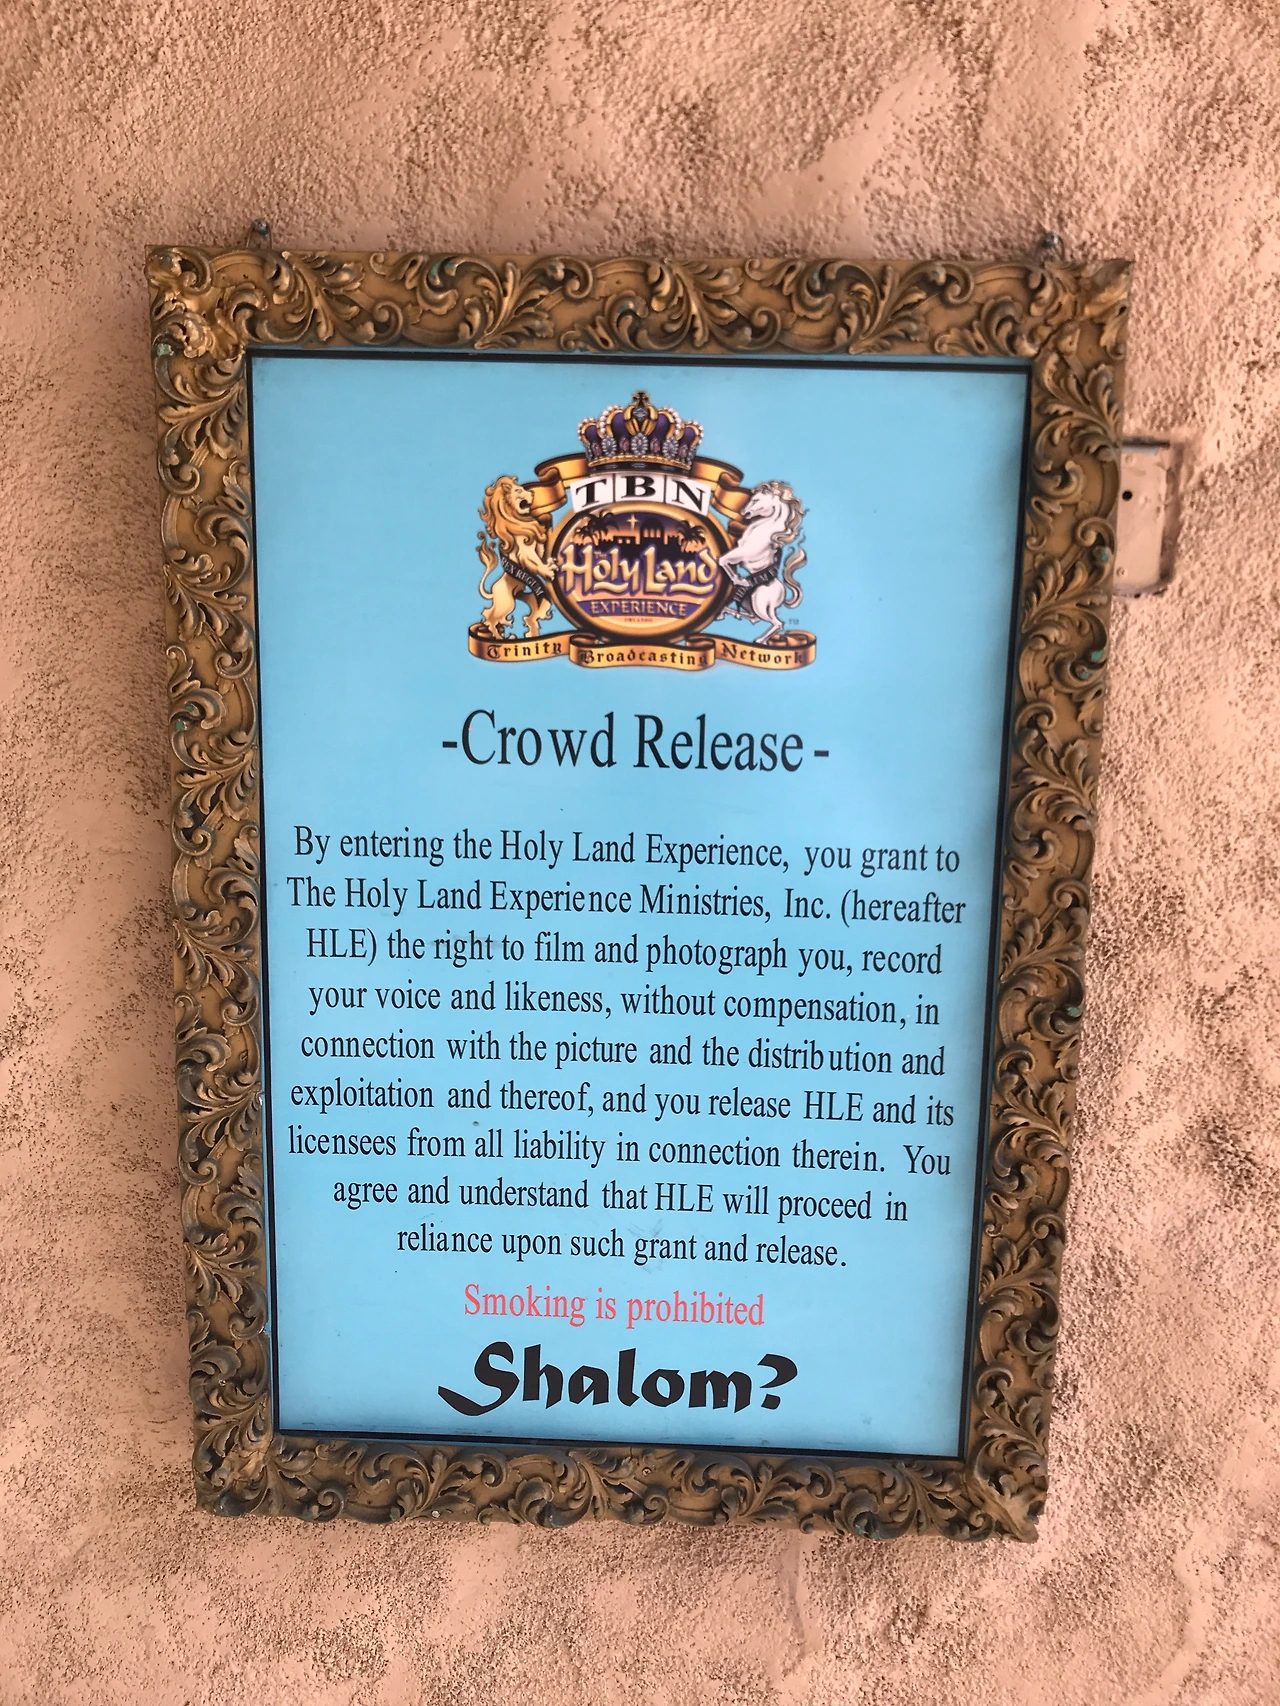 TBN
The
Holy Land
EXPERIENCE
Trinity Broadcasting Network
-Crowd Release-
By entering the Holy Land Experience, you grant to
The Holy Land Experience Ministries, Inc. (hereafter
HLE) the right to film and photograph you, record
your voice and likeness, without compensation, in
connection with the picture and the distribution and
exploitation and thereof, and you release HLE and its
licensees from all liability in connection therein. You
agree and understand that HLE will proceed in
reliance upon such grant and release.
Smoking is prohibited
Shalom?